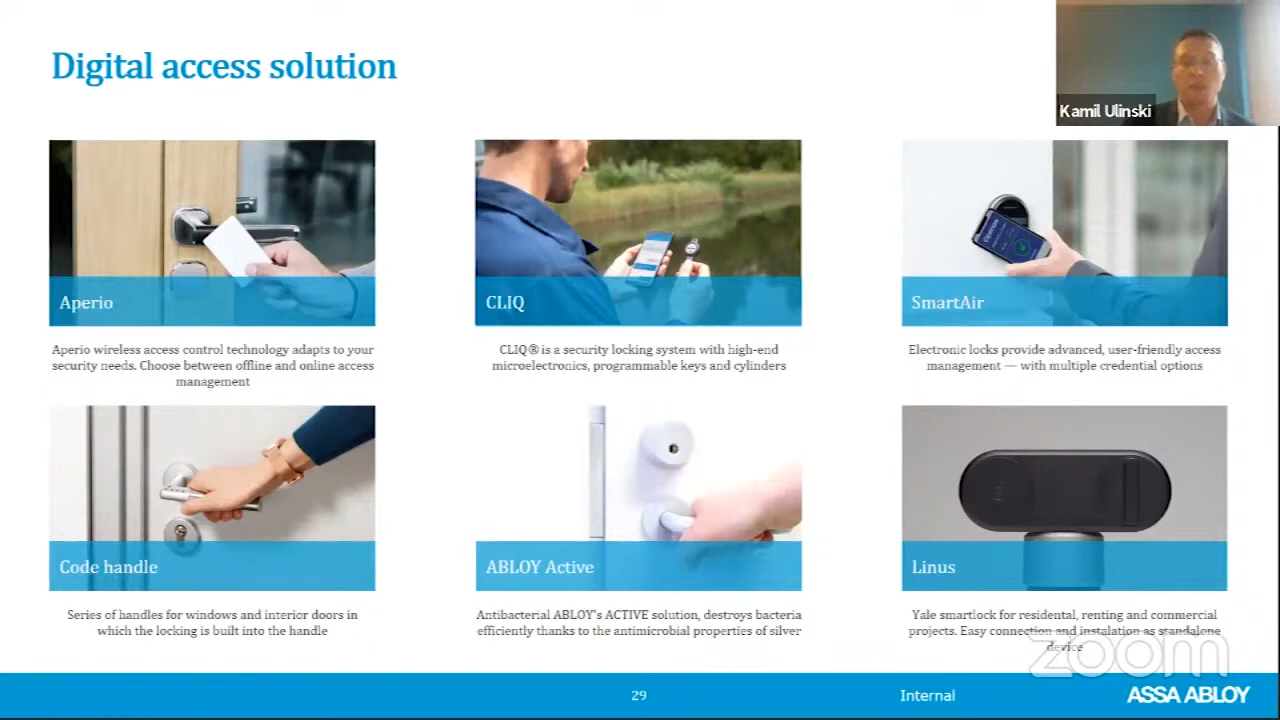 Digital access solution
Kamil Ulinski
Aperio
CLIQ
SmartAir
Aperio wireless access control technology adapts to your
security needs. Choose between offline and online access
management
CLIQ® is a security locking system with high-end
microelectronics, programmable keys and cylinders
Electronic locks provide advanced, user-friendly access
management — with multiple credential options
Code handle
ABLOY Active
Linus
Series of handles for windows and interior doors in
which the locking is built into the handle
Antibacterial ABLOY's ACTIVE solution, destroys bacteria
efficiently thanks to the antimicrobial properties of silver
Yale smartlock for residental, renting and commercial
projects. Easy connection and instalation as standalone
device
zoom
29
Internal
ASSA ABLOY